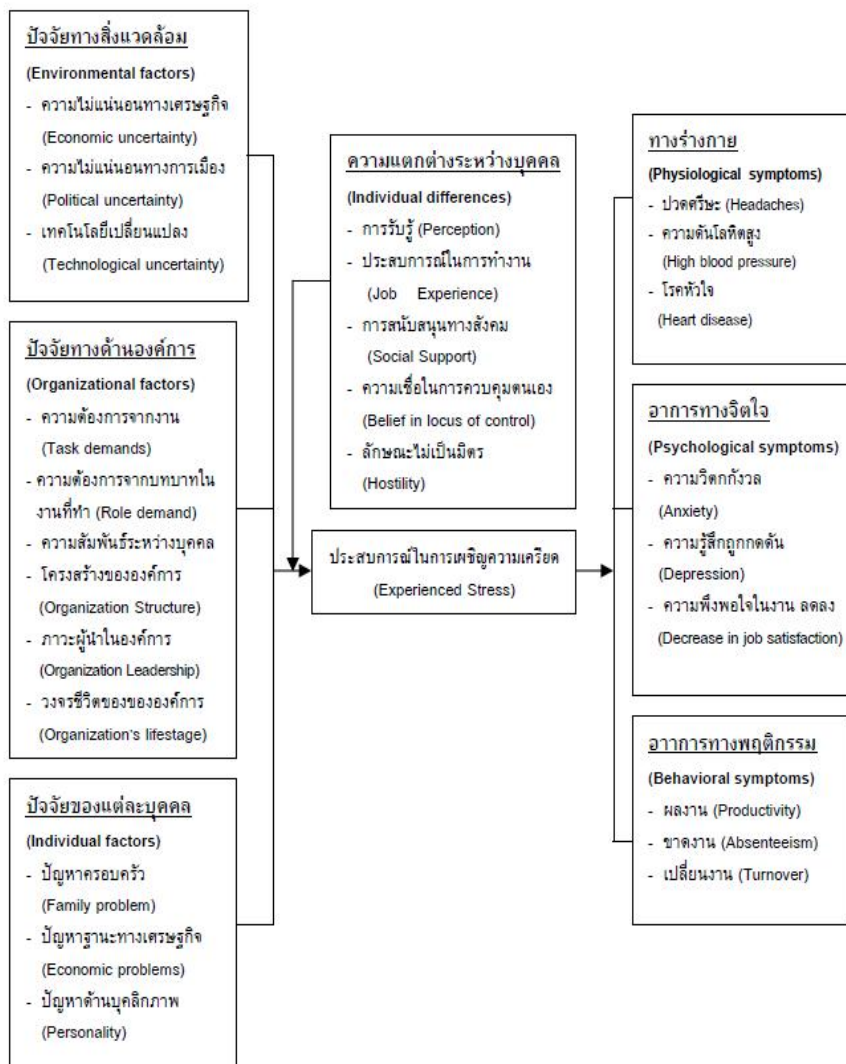 ปัจจัยทางสิ่งแวดล้อม
(Environmental factors)
- ความไม่แน่นอนทางเศรษฐกิจ
(Economic uncertainty)
- ความไม่แน่นอนทางการเมือง
(Political uncertainty)
- เทคโนโลยีเปลี่ยนแปลง
(Technological uncertainty)
ปัจจัยทางด้านองค์การ
(Organizational factors)
- ความต้องการจากงาน
(Task demands)
- ความต้องการจากบทบาทใน
งานที่ทำ (Role demand)
- ความสัมพันธ์ระหว่างบุคคล
- โครงสร้างขององค์การ
(Organization Structure)
- ภาวะผู้นำในองค์การ
(Organization Leadership)
- วงจรชีวิตของขององค์การ
(Organization's lifestage)
ปัจจัยของแต่ละบุคคล
(Individual factors)
- ปัญหาครอบครัว
(Family problem)
- ปัญหาฐานะทางเศรษฐกิจ
(Economic problems)
- ปัญหาด้านบุคลิกภาพ
(Personality)
ความแตกต่างระหว่างบุคคล
(Individual differences)
- การรับรู้ (Perception)
- ประสบการณ์ในการทำงาน
(Job Experience)
- การสนับสนุนทางสังคม
(Social Support)
- ความเชื่อในการควบคุมตนเอง
(Belief in locus of control)
- ลักษณะไม่เป็นมิตร
(Hostility)
ประสบการณ์ในการเผชิญความเครียด
(Experienced Stress)
ทางร่างกาย
(Physiological symptoms)
- ปวดศรีษะ (Headaches)
- ความดันโลหิตสูง
(High blood pressure)
- โรคหัวใจ
(Heart disease)
อาการทางจิตใจ
(Psychological symptoms)
- ความวิตกกังวล
(Anxiety)
- ความรู้สึกถูกกดดัน
(Depression)
- ความพึงพอใจในงาน ลดลง
(Decrease in job satisfaction)
อาาการทางพฤติกรรม
(Behavioral symptoms)
- ผลงาน (Productivity)
- ขาดงาน (Absenteeism)
- เปลี่ยนงาน (Turnover)